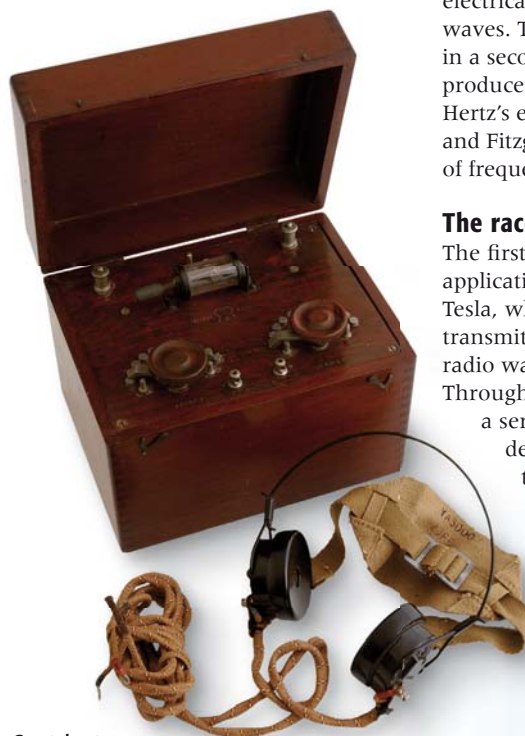 electrica
waves. T
in a seco
produce
Hertz's e
and Fitzg
of freque
The rac
The first
applicati
Tesla, wh
transmit
radio wa
Through
a ser
de
t